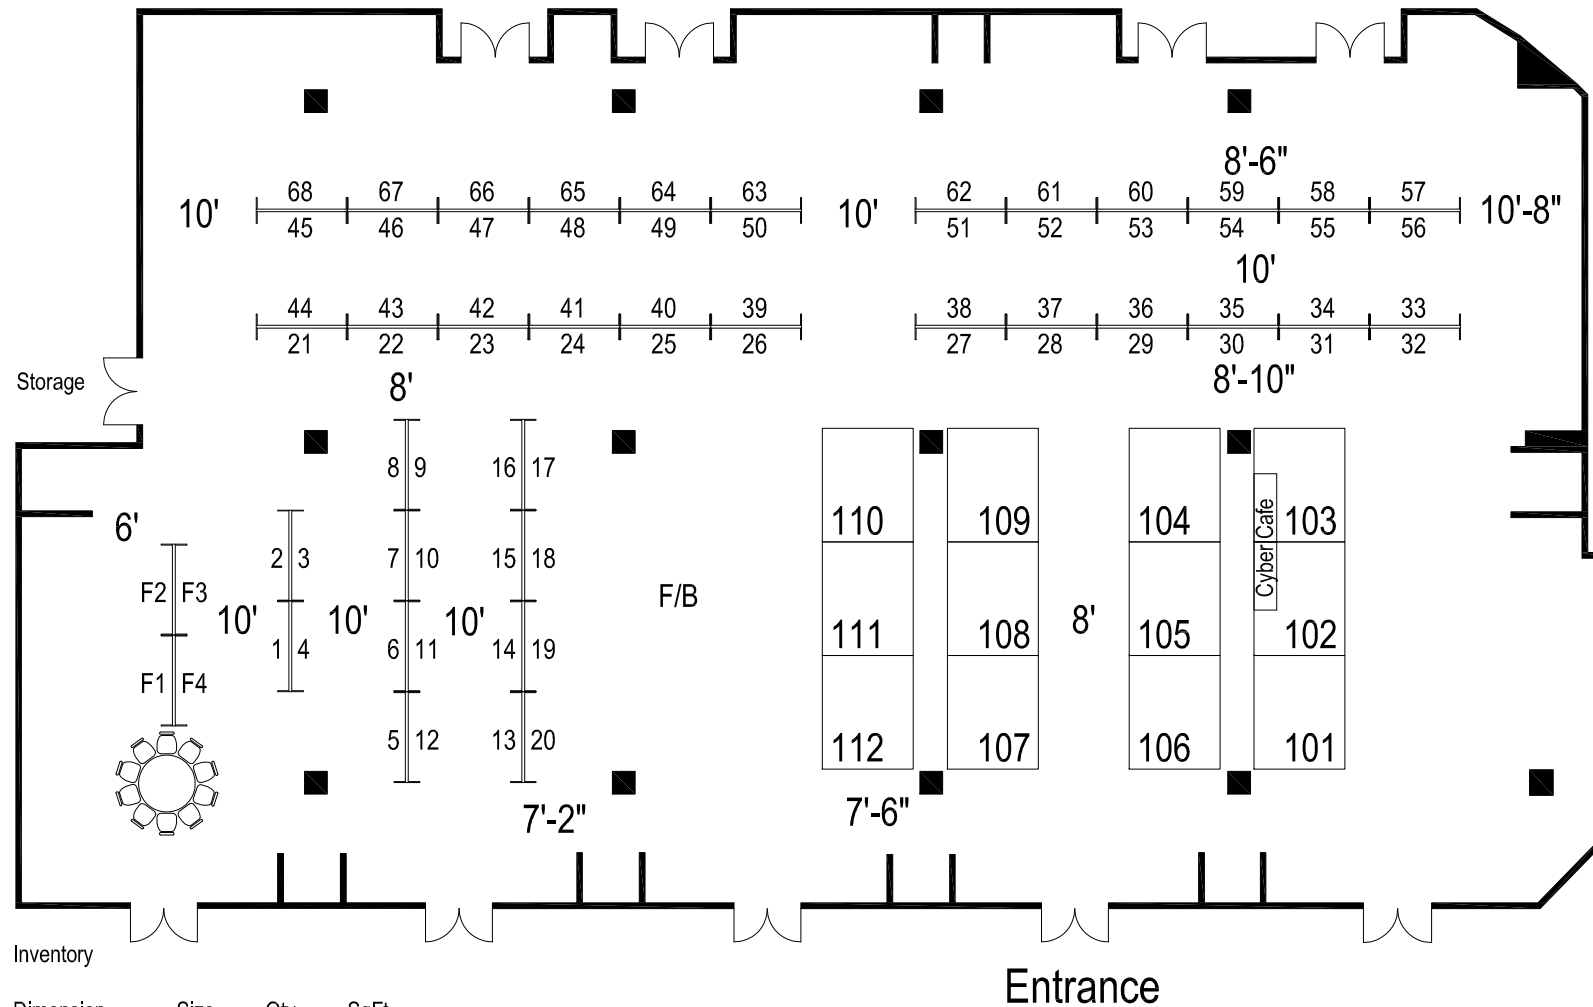 8'-6"
68 67 66 65 64 63 62 61 60 59 58 57
10' 10' 10'-8"
45 46 47 48 49 50 51 52 53 54 55 56
10'
44 43 42 41 40 39 38 37 36 35 34 33
21 22 23 24 25 26 27 28 29 30 31 32
Storage
8' 8'-10"
8 9 16 17
110 109 104 Cyber Cafe 103
6'
2 3 7 10 15 18
F2 F3 F/B
10' 10' 10' 8'
1 4 6 11 14 19 111 108 105 102
F1 F4
5 12 13 20 112 107 106 101
7'-2" 7'-6"
Inventory
Entrance
Dimension Size Qty SqFt